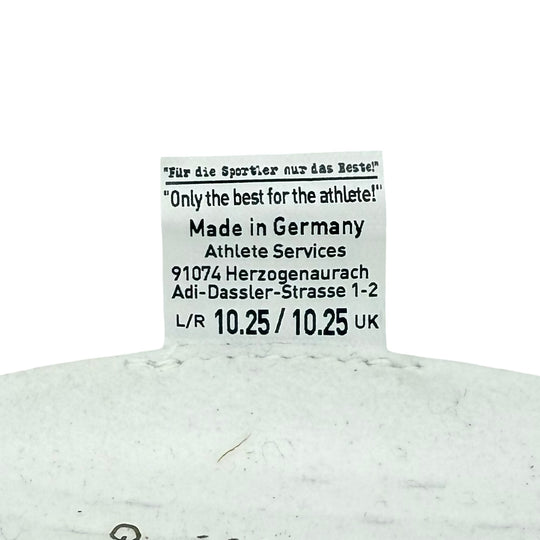 "Für die Sportler nur das Beste!"
"Only the best for the athlete!"
Made in Germany
Athlete Services
91074 Herzogenaurach
Adi-Dassler-Strasse 1-2
L/R 10.25 / 10.25 UK